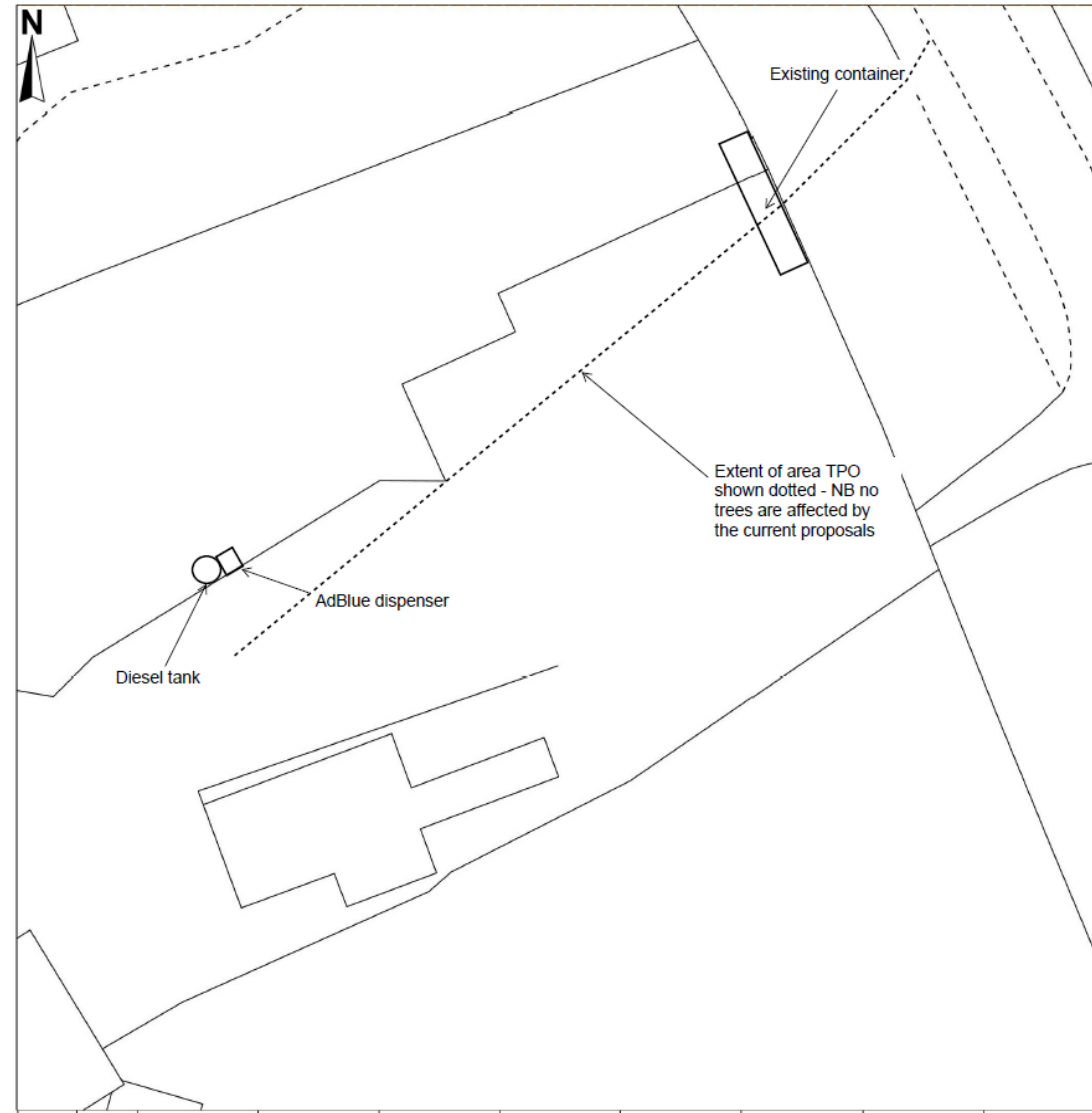 N
Existing container
Extent of area TPO
shown dotted - NB no
trees are affected by
the current proposals
AdBlue dispenser
Diesel tank